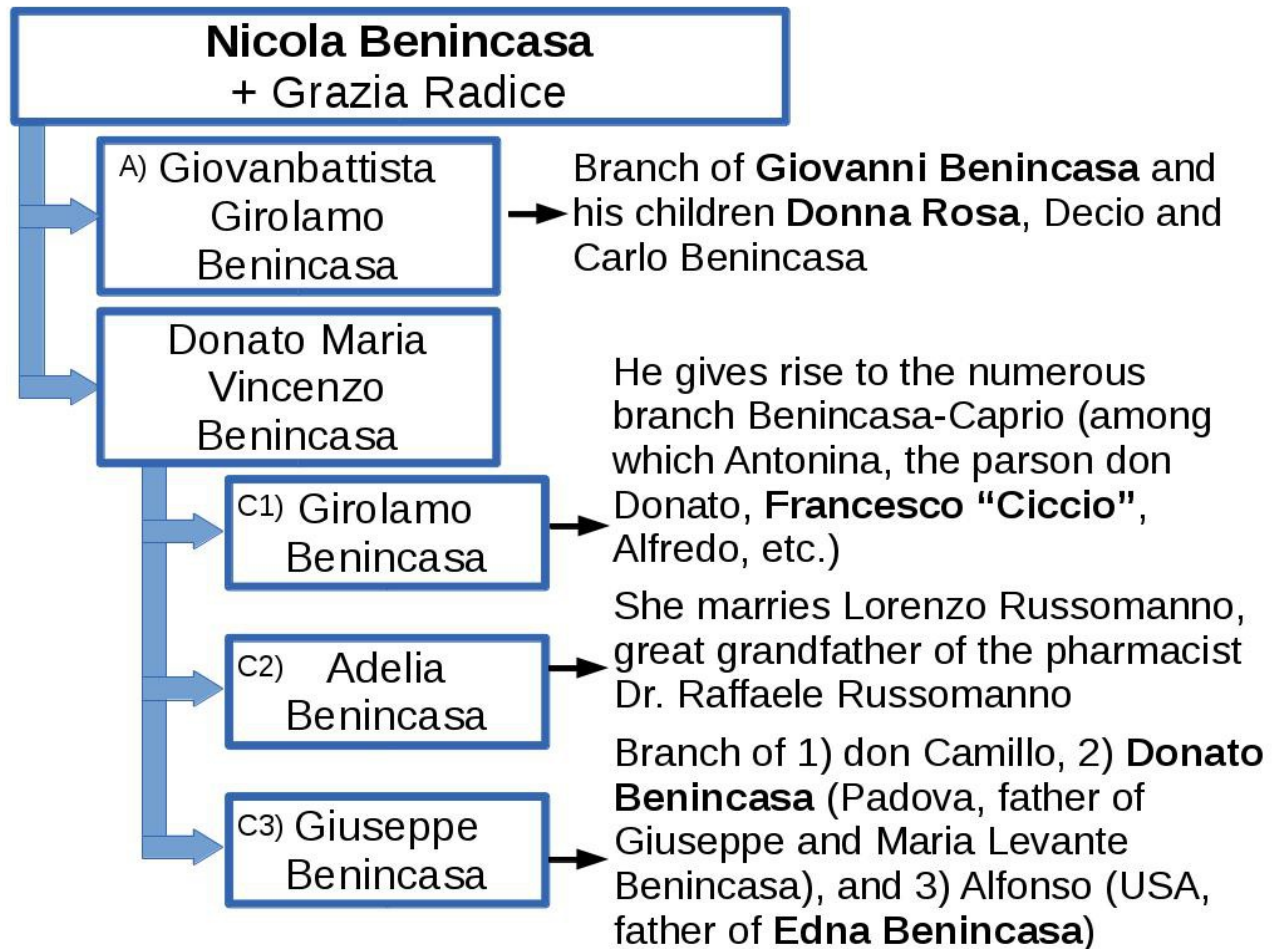 Nicola Benincasa
+ Grazia Radice
A) Giovanbattista
Girolamo
Benincasa
Branch of Giovanni Benincasa and
his children Donna Rosa, Decio and
Carlo Benincasa
Donato Maria
Vincenzo
Benincasa
C1) Girolamo
Benincasa
He gives rise to the numerous
branch Benincasa-Caprio (among
which Antonina, the parson don
Donato, Francesco “Ciccio”,
Alfredo, etc.)
C2) Adelia
Benincasa
She marries Lorenzo Russomanno,
great grandfather of the pharmacist
Dr. Raffaele Russomanno
C3) Giuseppe
Benincasa
Branch of 1) don Camillo, 2) Donato
Benincasa (Padova, father of
Giuseppe and Maria Levante
Benincasa), and 3) Alfonso (USA,
father of Edna Benincasa)